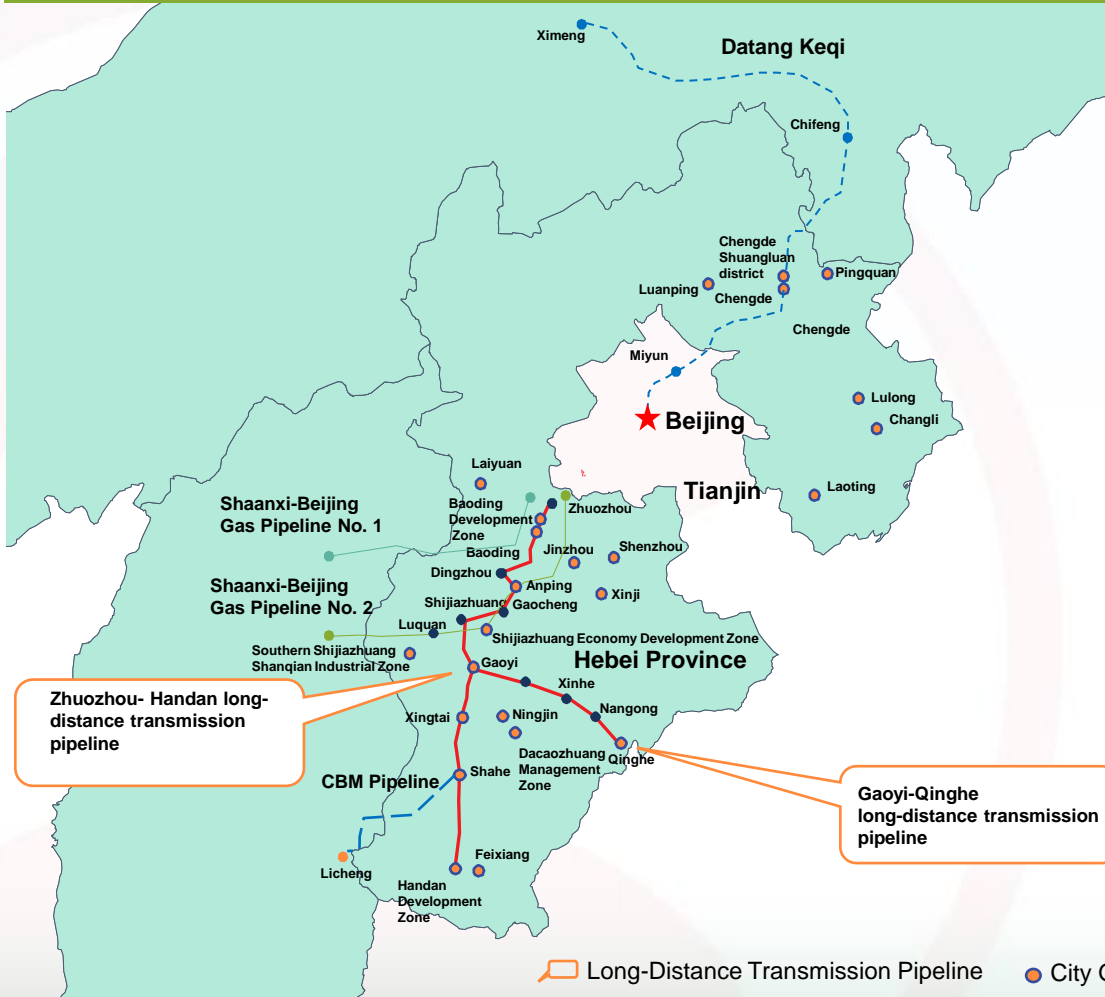 Ximeng
Datang Keqi
Chifeng
Chengde
Shuangluan
district
Pingquan
Luanping
Chengde
Chengde
Miyun
Lulong
Beijing
Changli
Laiyuan
Tianjin
Laoting
Shaanxi-Beijing
Gas Pipeline No. 1
Baoding
Development
Zone
Zhuozhou
Baoding
Jinzhou
Shenzhou
Dingzhou
Shaanxi-Beijing
Gas Pipeline No. 2
Anping
Xinji
Shijiazhuang
Gaocheng
Luquan
Shijiazhuang Economy Development Zone
Southern Shijiazhuang
Shanqian Industrial Zone
Gaoyi
Hebei Province
Zhuozhou- Handan long-
distance transmission
pipeline
Xinhe
Xingtai
Ningjin
Nangong
Dacaozhuang
Management
Zone
Qinghe
CBM Pipeline
Shahe
Gaoyi-Qinghe
long-distance transmission
pipeline
Licheng
Feixiang
Handan
Development
Zone
Long-Distance Transmission Pipeline
City